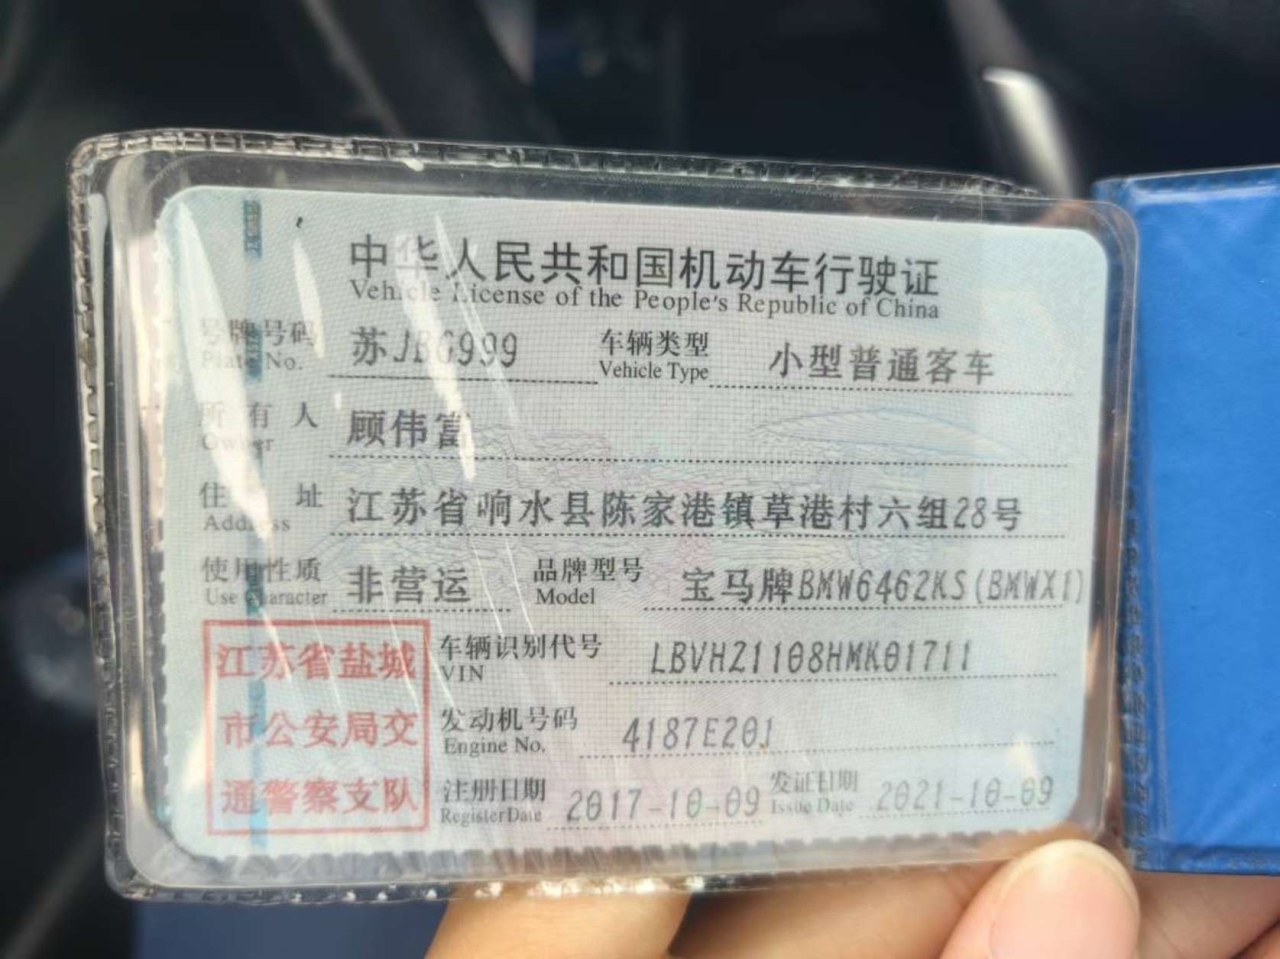 中华人民共和国机动车行驶证
Vehicle License of the People's Republic of China
号牌号码 苏JBG999 车辆类型 小型普通客车
Plate No. Vehicle Type
所有人 顾伟富
Owner
住址 江苏省响水县陈家港镇草港村六组28号
Address
使用性质 非营运 品牌型号 宝马牌BMW6462KS(BMWX1)
Use Character Model
江苏省盐城
市公安局交
通警察支队
车辆识别代号 LBVHZ1108HMK01711
VIN
发动机号码 4187E20J
Engine No.
注册日期 2017-10-09 发证日期 2021-10-09
Register Date Issue Date